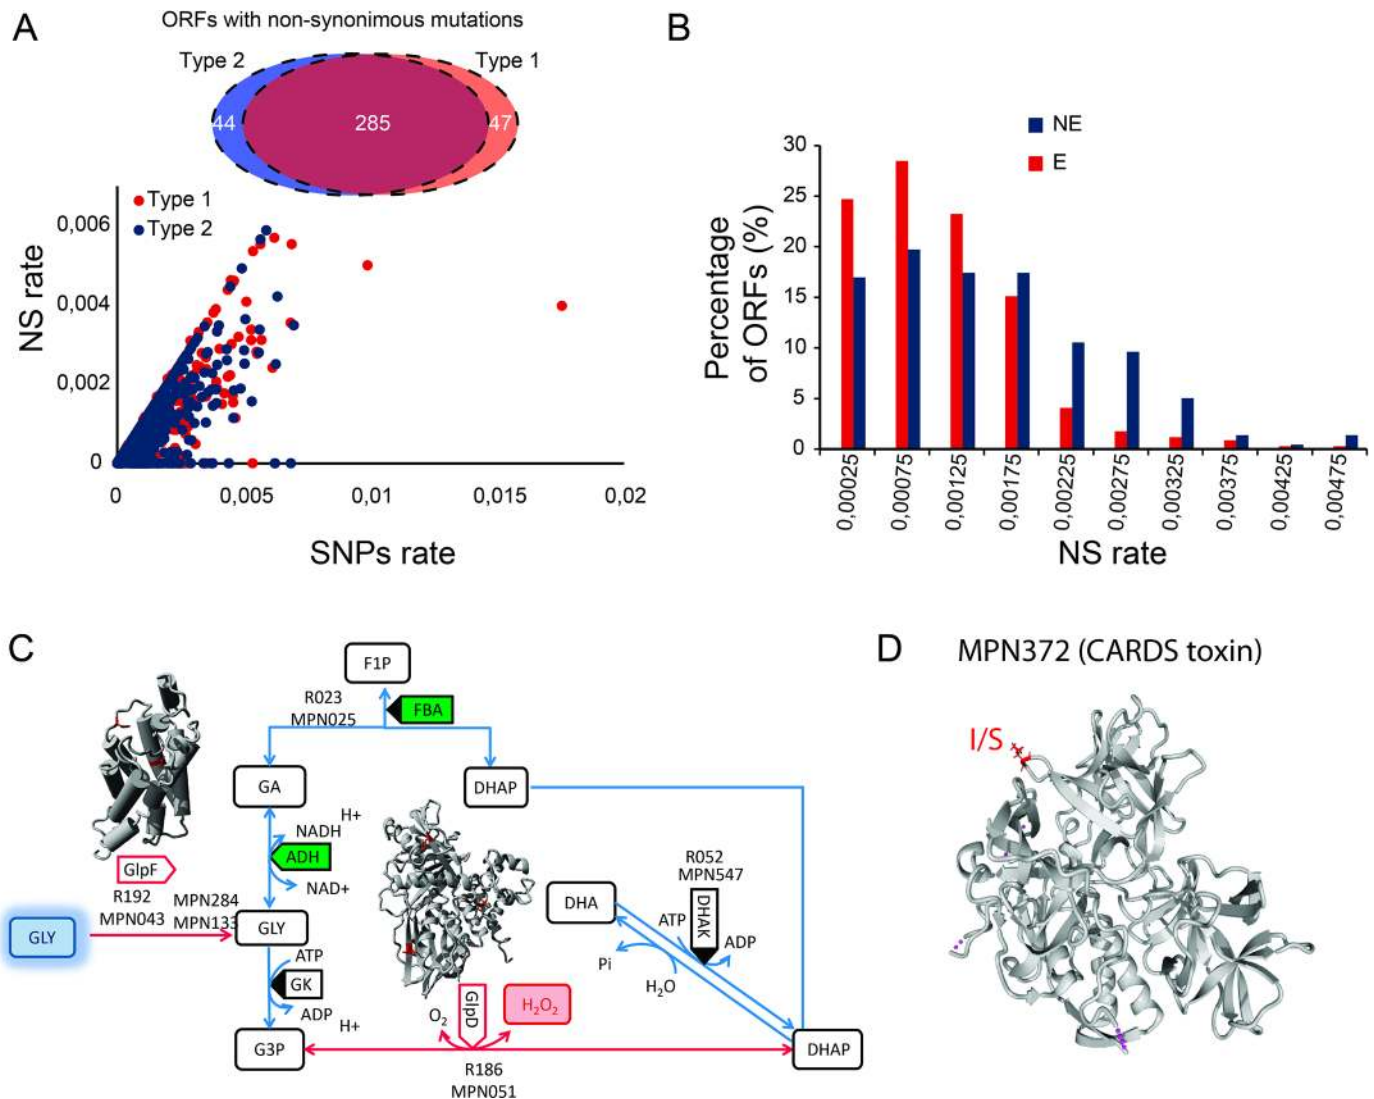 A
ORFs with non-synonimous mutations
Type 2
Type 1
44
285
47
Type 1
Type 2
NS rate
0,006
0,004
0,002
0
0
0,005
0,01
0,015
0,02
SNPs rate
B
NE
E
Percentage
of ORFs (%)
30
25
20
15
10
5
0
0,00025
0,00075
0,00125
0,00175
0,00225
0,00275
0,00325
0,00375
0,00425
0,00475
NS rate
C
F1P
R023
MPN025
FBA
GA
DHAP
H+
NADH
ADH
NAD+
GlpF
R192
MPN043
MPN284
MPN133
GLY
GLY
ATP
GK
ADP
H+
G3P
O2
GlpD
H2O2
R186
MPN051
DHA
R052
MPN547
ATP
DHAK
ADP
Pi
H2O
DHAP
D
MPN372 (CARDS toxin)
I/S